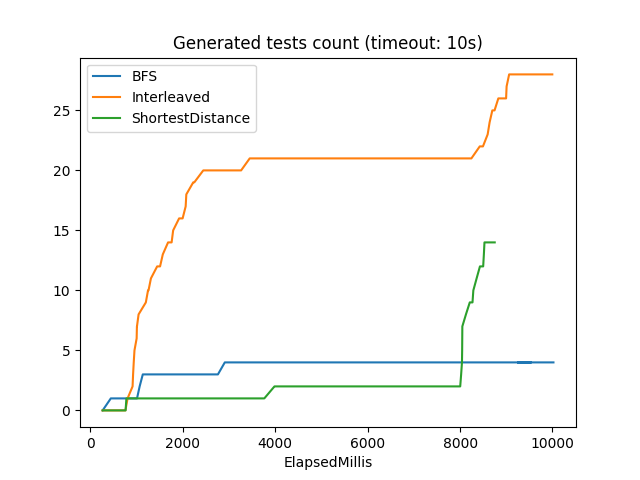 Generated tests count (timeout: 10s)
BFS
Interleaved
ShortestDistance
25
20
15
10
5
0
0 2000 4000 6000 8000 10000
ElapsedMillis